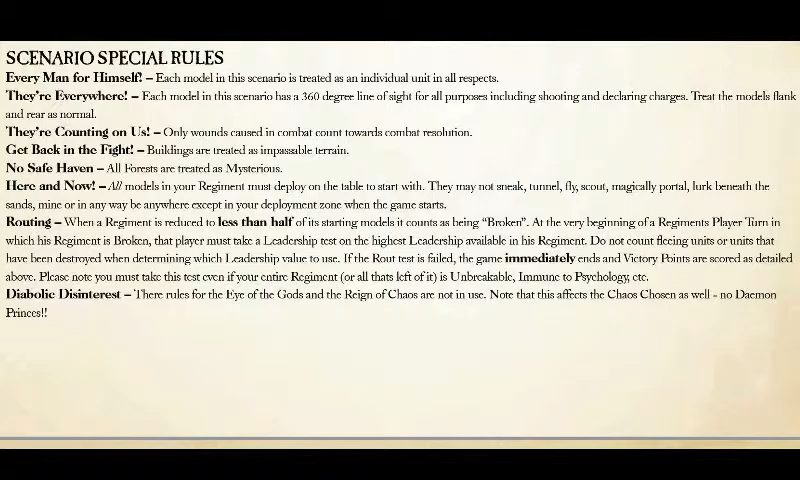 SCENARIO SPECIAL RULES
Every Man for Himself! – Each model in this scenario is treated as an individual unit in all respects.
They're Everywhere! – Each model in this scenario has a 360 degree line of sight for all purposes including shooting and declaring charges. Treat the models flank
and rear as normal.
They're Counting on Us! – Only wounds caused in combat count towards combat resolution.
Get Back in the Fight! – Buildings are treated as impassable terrain.
No Safe Haven – All Forests are treated as Mysterious.
Here and Now! – All models in your Regiment must deploy on the table to start with. They may not sneak, tunnel, fly, scout, magically portal, lurk beneath the
sands, mine or in any way be anywhere except in your deployment zone when the game starts.
Routing – When a Regiment is reduced to less than half of its starting models it counts as being "Broken". At the very beginning of a Regiments Player Turn in
which his Regiment is Broken, that player must take a Leadership test on the highest Leadership available in his Regiment. Do not count fleeing units or units that
have been destroyed when determining which Leadership value to use. If the Rout test is failed, the game immediately ends and Victory Points are scored as detailed
above. Please note you must take this test even if your entire Regiment (or all thats left of it) is Unbreakable, Immune to Psychology, etc.
Diabolic Disinterest – There rules for the Eye of the Gods and the Reign of Chaos are not in use. Note that this affects the Chaos Chosen as well - no Daemon
Princes!!